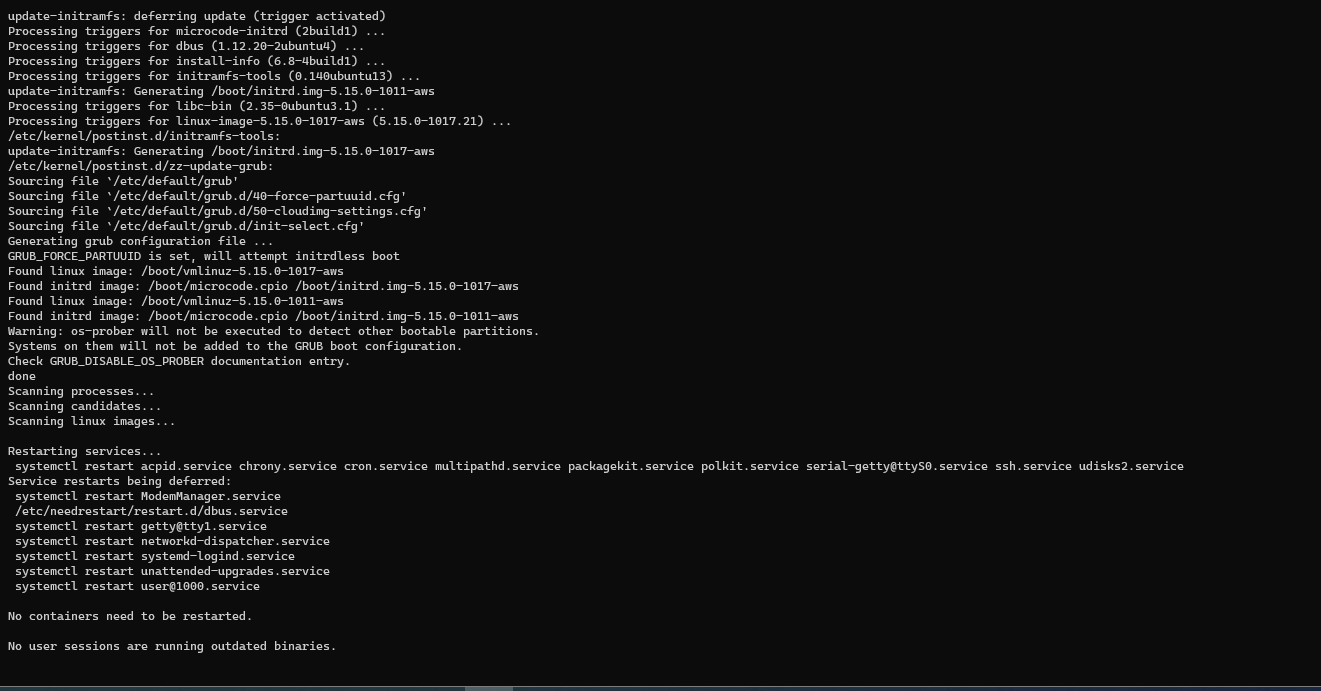 update-initramfs: deferring update (trigger activated)
Processing triggers for microcode-initrd (2build1) ...
Processing triggers for dbus (1.12.20-2ubuntu4) ...
Processing triggers for install-info (6.8-4build1) ...
Processing triggers for initramfs-tools (0.140ubuntu13) ...
update-initramfs: Generating /boot/initrd.img-5.15.0-1011-aws
Processing triggers for libc-bin (2.35-0ubuntu3.1) ...
Processing triggers for linux-image-5.15.0-1017-aws (5.15.0-1017.21) ...
/etc/kernel/postinst.d/initramfs-tools:
update-initramfs: Generating /boot/initrd.img-5.15.0-1017-aws
/etc/kernel/postinst.d/zz-update-grub:
Sourcing file `/etc/default/grub'
Sourcing file `/etc/default/grub.d/40-force-partuuid.cfg'
Sourcing file `/etc/default/grub.d/50-cloudimg-settings.cfg'
Sourcing file `/etc/default/grub.d/init-select.cfg'
Generating grub configuration file ...
GRUB_FORCE_PARTUUID is set, will attempt initrdless boot
Found linux image: /boot/vmlinuz-5.15.0-1017-aws
Found initrd image: /boot/microcode.cpio /boot/initrd.img-5.15.0-1017-aws
Found linux image: /boot/vmlinuz-5.15.0-1011-aws
Found initrd image: /boot/microcode.cpio /boot/initrd.img-5.15.0-1011-aws
Warning: os-prober will not be executed to detect other bootable partitions.
Systems on them will not be added to the GRUB boot configuration.
Check GRUB_DISABLE_OS_PROBER documentation entry.
done
Scanning processes...
Scanning candidates...
Scanning linux images...

Restarting services...
 systemctl restart acpid.service chrony.service cron.service multipathd.service packagekit.service polkit.service serial-getty@ttyS0.service ssh.service udisks2.service
Service restarts being deferred:
 systemctl restart ModemManager.service
 /etc/needrestart/restart.d/dbus.service
 systemctl restart getty@tty1.service
 systemctl restart networkd-dispatcher.service
 systemctl restart systemd-logind.service
 systemctl restart unattended-upgrades.service
 systemctl restart user@1000.service

No containers need to be restarted.

No user sessions are running outdated binaries.